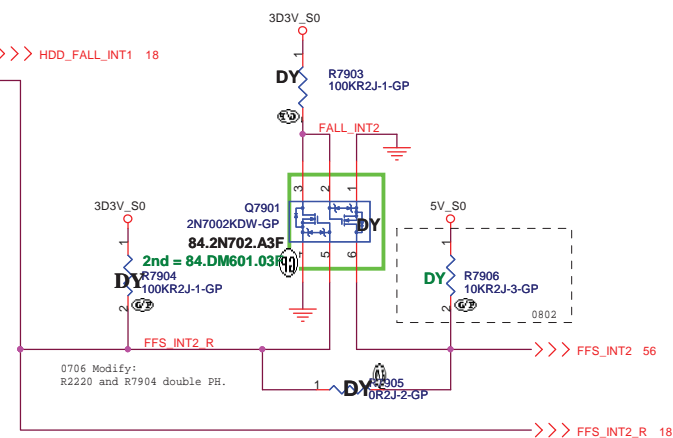 3D3V_S0
HDD_FALL_INT1 18
1
DY
R7903
100KR2J-1-GP
FALL_INT2
3
2
1
Q7901
2N7002KDW-GP
DY
84.2N702.A3F
2nd = 84.DM601.03F
5
6
3D3V_S0
1
DY
R7904
100KR2J-1-GP
2
5V_S0
1
DY
R7906
10KR2J-3-GP
2
0802
FFS_INT2_R
FFS_INT2 56
0706 Modify:
R2220 and R7904 double PH.
1
DY
R7905
0R2J-2-GP
FFS_INT2_R 18